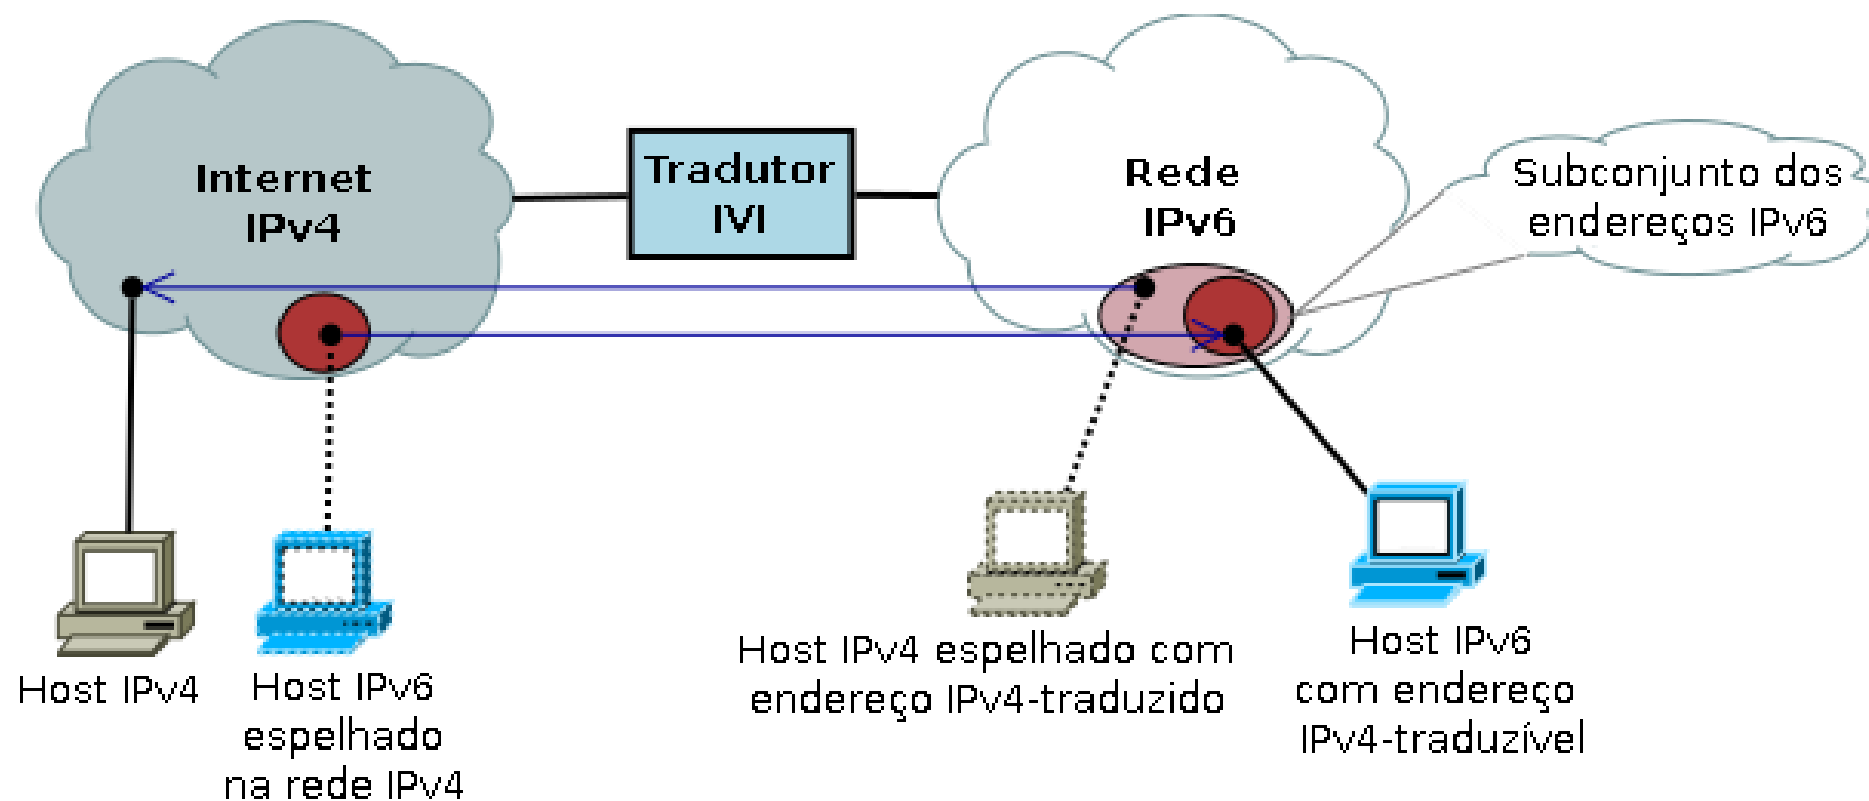 Internet
IPv4
Tradutor
IVI
Rede
IPv6
Subconjunto dos
endereços IPv6
Host IPv4
Host IPv6
espelhado
na rede IPv4
Host IPv4 espelhado com
endereço IPv4-traduzido
Host IPv6
com endereço
IPv4-traduzível